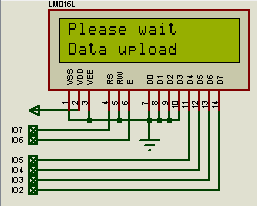 LM016L
Please wait
Data upload
VSS VDD VEE RS RW E D0 D1 D2 D3 D4 D5 D6 D7
1 2 3 4 5 6 7 8 9 10 11 12 13 14
IO7
IO6
IO5
IO4
IO3
IO2